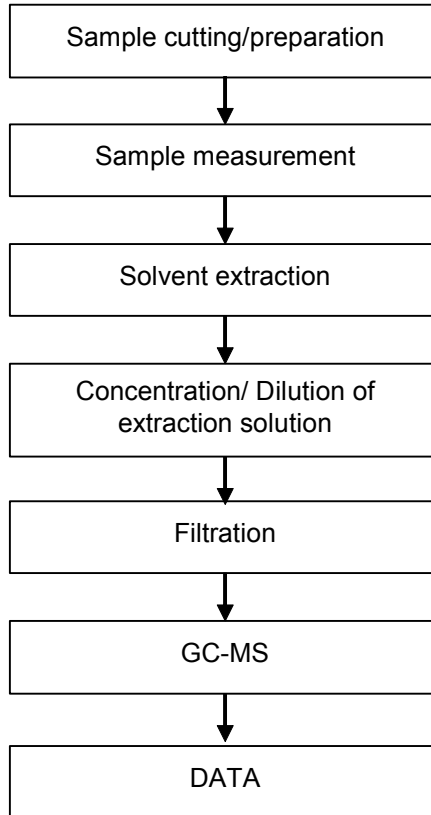 Sample cutting/preparation
Sample measurement
Solvent extraction
Concentration/ Dilution of
extraction solution
Filtration
GC-MS
DATA